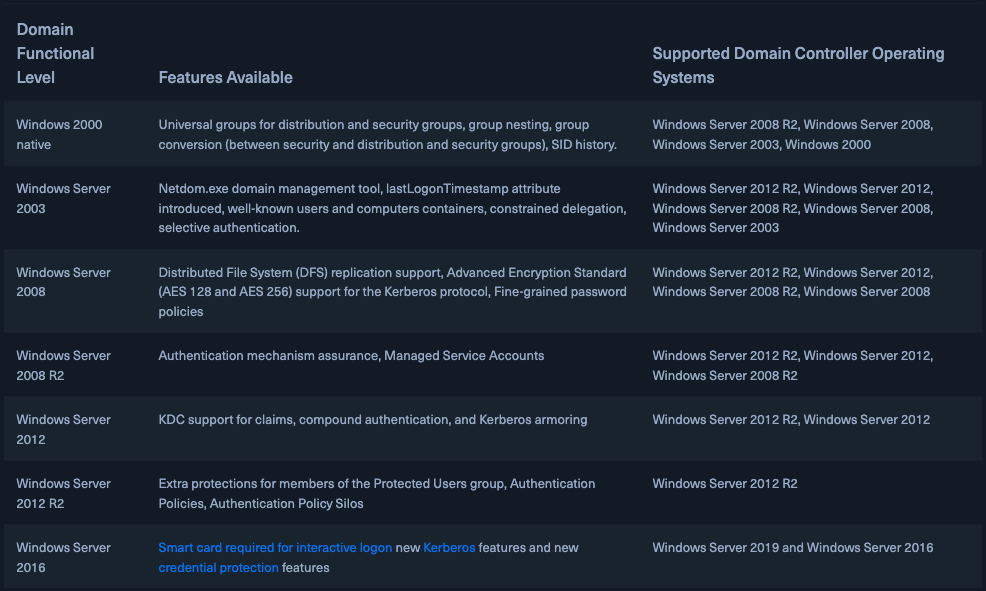 Domain
Functional
Level
Features Available
Supported Domain Controller Operating
Systems
Windows 2000
native
Universal groups for distribution and security groups, group nesting, group
conversion (between security and distribution and security groups), SID history.
Windows Server 2008 R2, Windows Server 2008,
Windows Server 2003, Windows 2000
Windows Server
2003
Netdom.exe domain management tool, lastLogonTimestamp attribute
introduced, well-known users and computers containers, constrained delegation,
selective authentication.
Windows Server 2012 R2, Windows Server 2012,
Windows Server 2008 R2, Windows Server 2008,
Windows Server 2003
Windows Server
2008
Distributed File System (DFS) replication support, Advanced Encryption Standard
(AES 128 and AES 256) support for the Kerberos protocol, Fine-grained password
policies
Windows Server 2012 R2, Windows Server 2012,
Windows Server 2008 R2, Windows Server 2008
Windows Server
2008 R2
Authentication mechanism assurance, Managed Service Accounts
Windows Server 2012 R2, Windows Server 2012,
Windows Server 2008 R2
Windows Server
2012
KDC support for claims, compound authentication, and Kerberos armoring
Windows Server 2012 R2, Windows Server 2012
Windows Server
2012 R2
Extra protections for members of the Protected Users group, Authentication
Policies, Authentication Policy Silos
Windows Server 2012 R2
Windows Server
2016
Smart card required for interactive logon new Kerberos features and new
credential protection features
Windows Server 2019 and Windows Server 2016